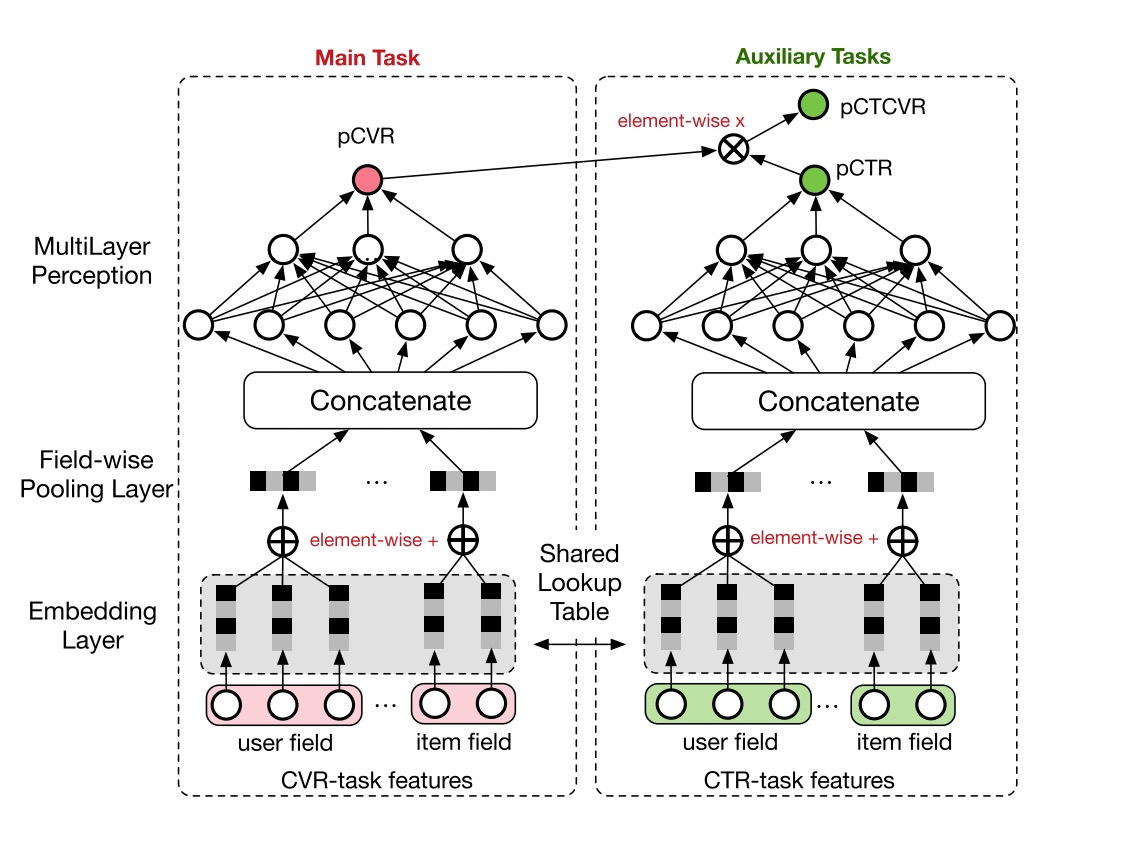 Main Task
Auxiliary Tasks
element-wise x
pCTCVR
pCVR
pCTR
MultiLayer
Perception
Concatenate
Concatenate
Field-wise
Pooling Layer
...
...
element-wise +
element-wise +
Shared
Lookup
Table
Embedding
Layer
...
...
user field
item field
user field
item field
CVR-task features
CTR-task features